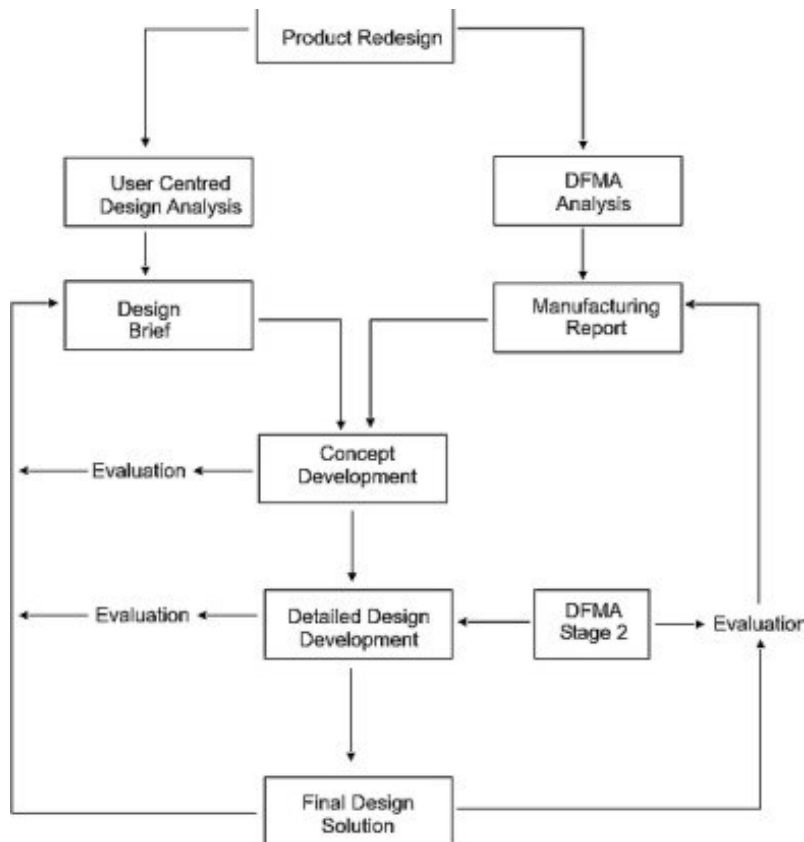 Product Redesign
User Centred
Design Analysis
DFMA
Analysis
Design
Brief
Manufacturing
Report
Concept
Development
Evaluation
Evaluation
Detailed Design
Development
DFMA
Stage 2
Evaluation
Final Design
Solution